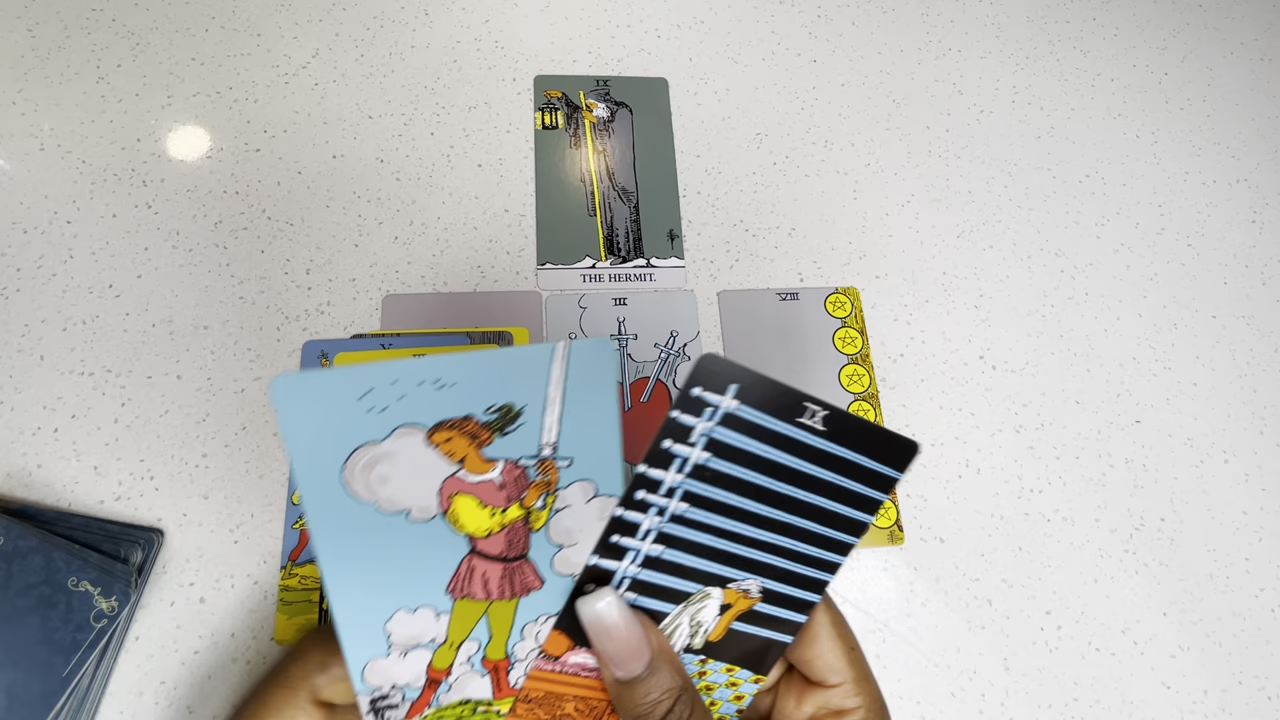 IX
THE HERMIT.
III
VIII
V
IX